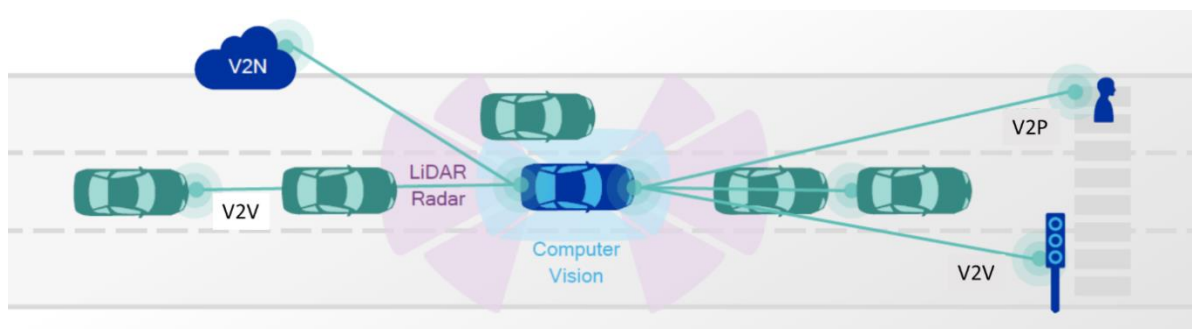 V2N
V2P
LiDAR
Radar
V2V
Computer
Vision
V2V